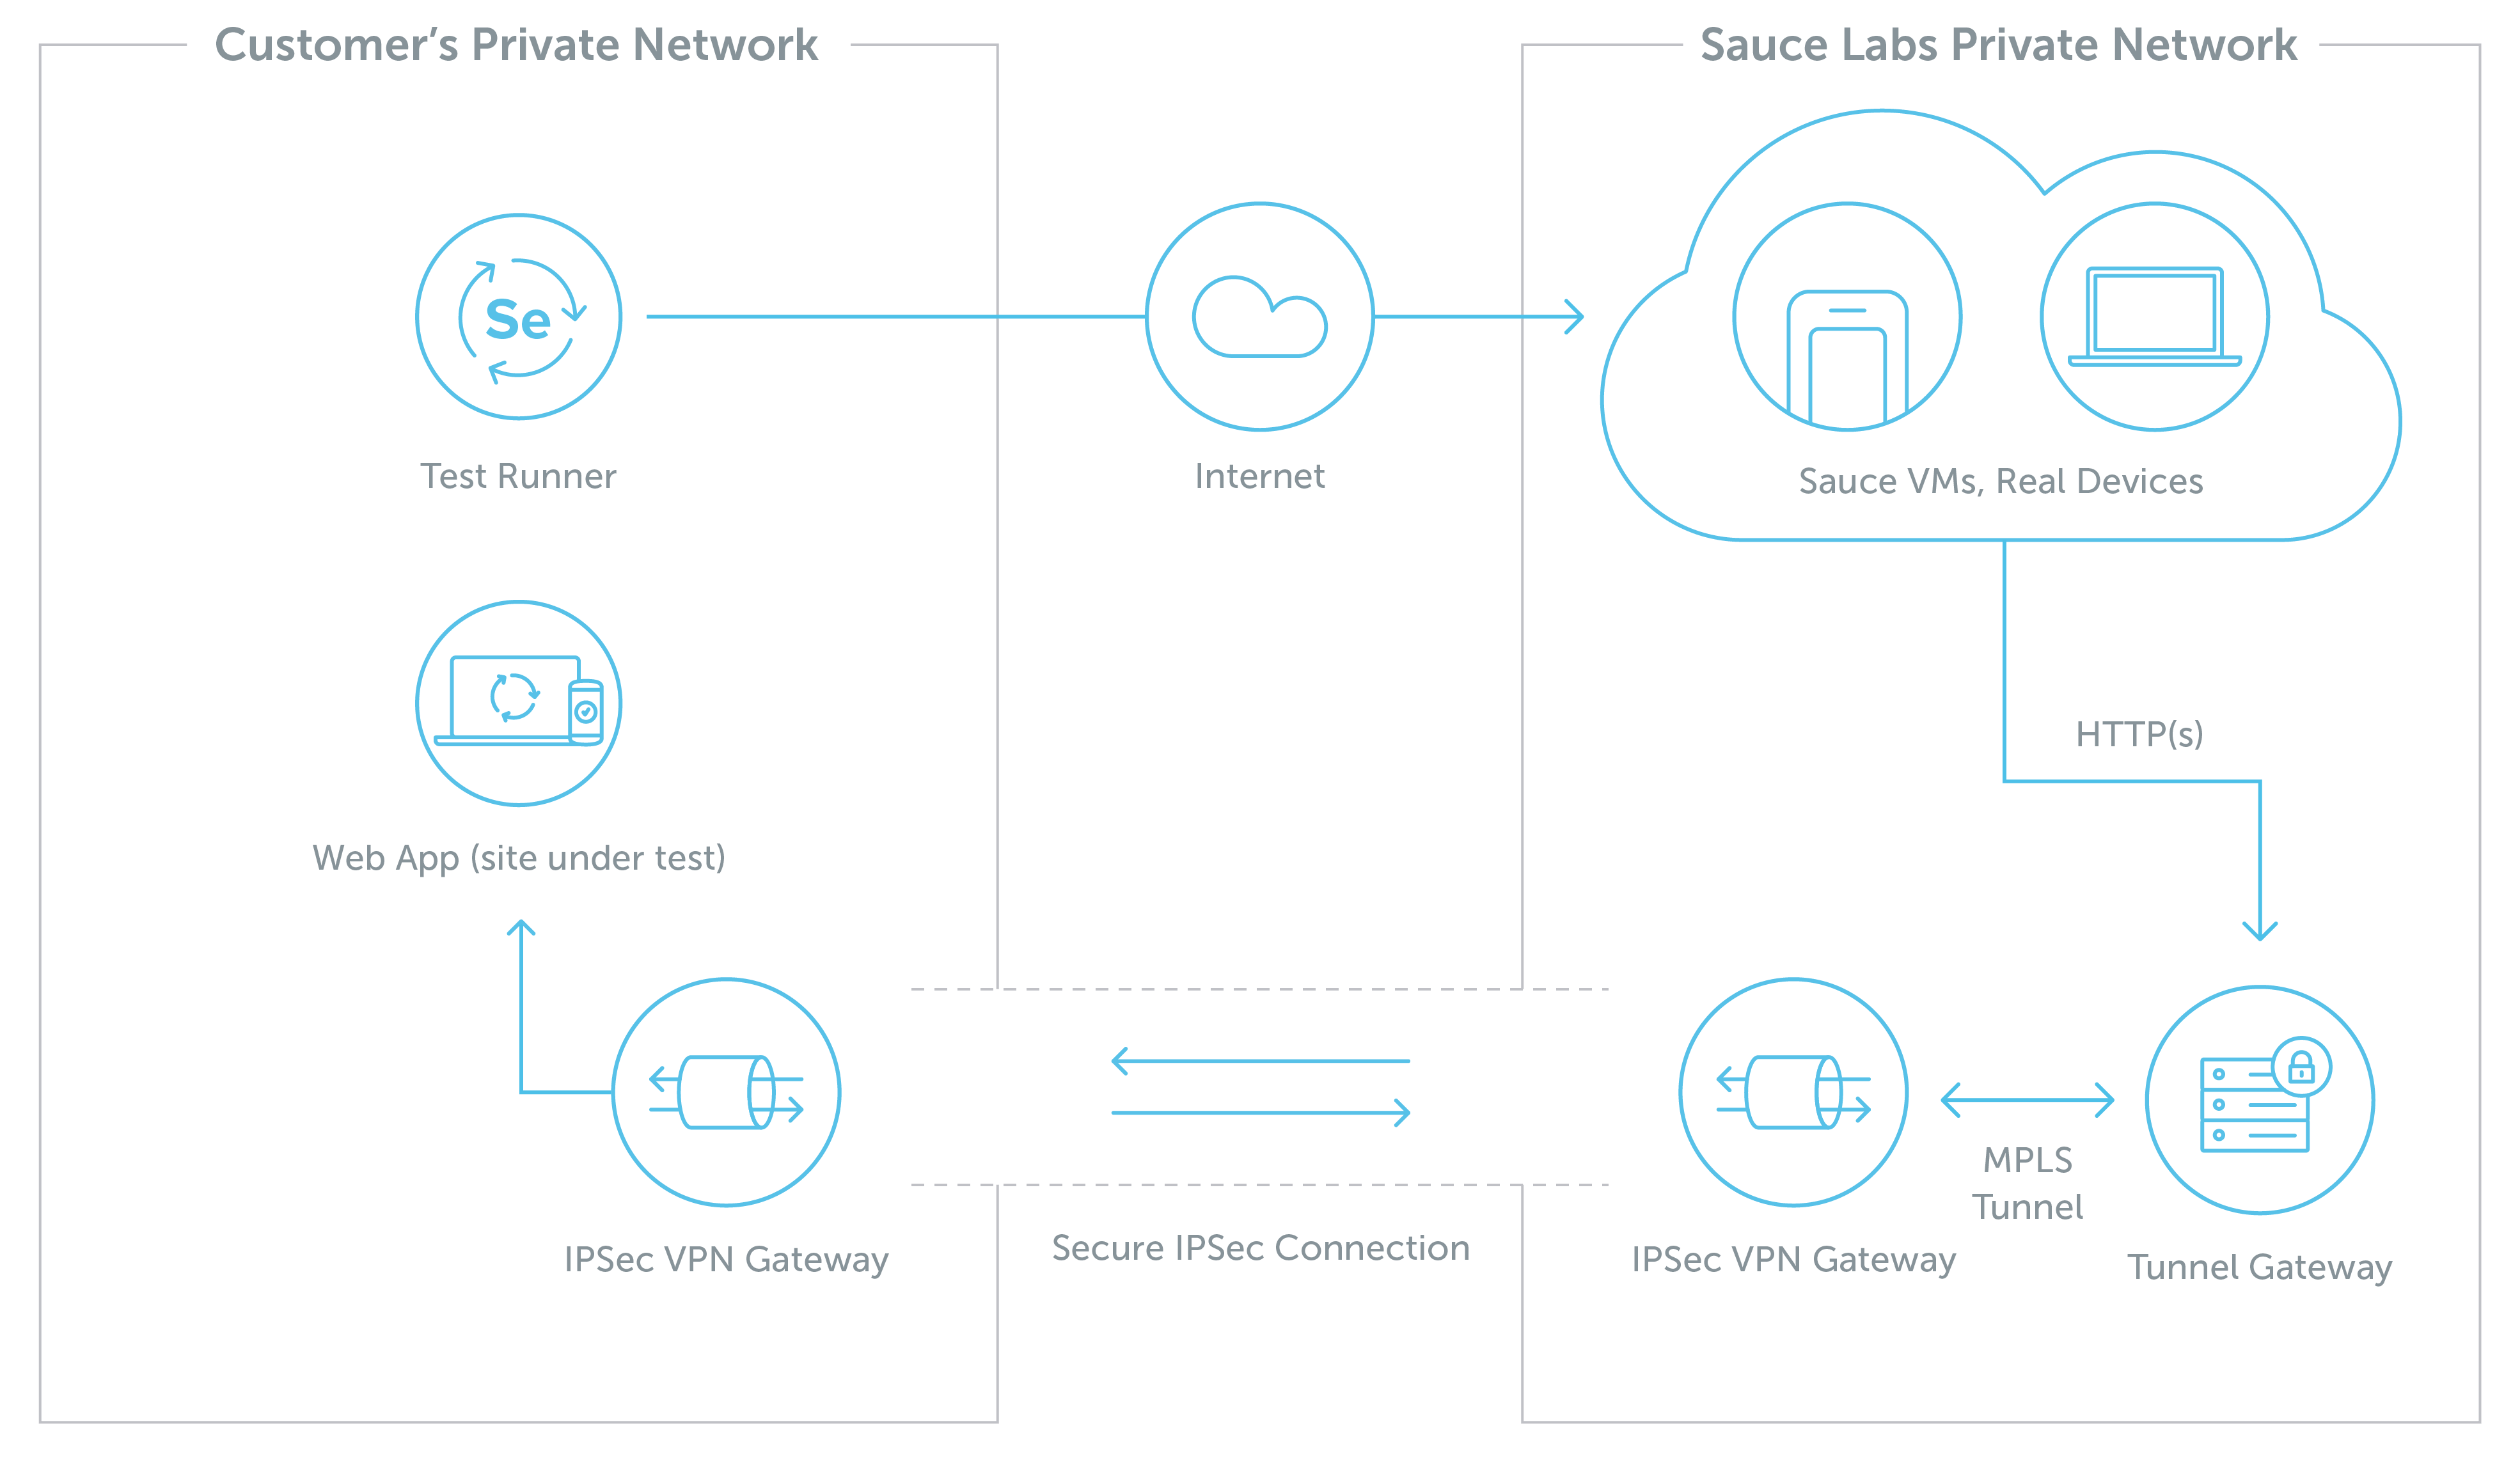 Customer’s Private Network
Sauce Labs Private Network
Se
Test Runner
Internet
Sauce VMs, Real Devices
HTTP(s)
Web App (site under test)
MPLS
Tunnel
IPSec VPN Gateway
Secure IPSec Connection
IPSec VPN Gateway
Tunnel Gateway